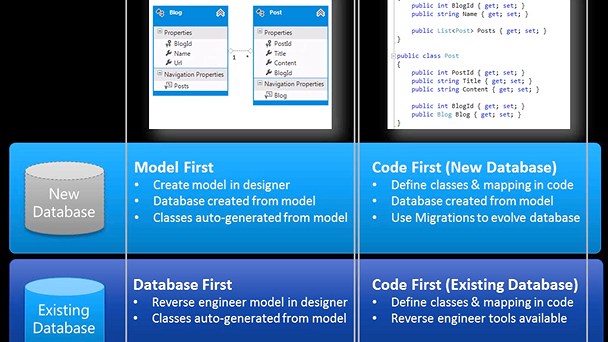 Blog
Properties
BlogId
Name
Url
Navigation Properties
Posts
1
*
Post
Properties
PostId
Title
Content
BlogId
Navigation Properties
Blog
public int BlogId { get; set; }
public string Name { get; set; }
public List<Post> Posts { get; set; }
}
public class Post
{
public int PostId { get; set; }
public string Title { get; set; }
public string Content { get; set; }
public int BlogId { get; set; }
public Blog Blog { get; set; }
}
New
Database
Model First
• Create model in designer
• Database created from model
• Classes auto-generated from model
Code First (New Database)
• Define classes & mapping in code
• Database created from model
• Use Migrations to evolve database
Existing
Database
Database First
• Reverse engineer model in designer
• Classes auto-generated from model
Code First (Existing Database)
• Define classes & mapping in code
• Reverse engineer tools available